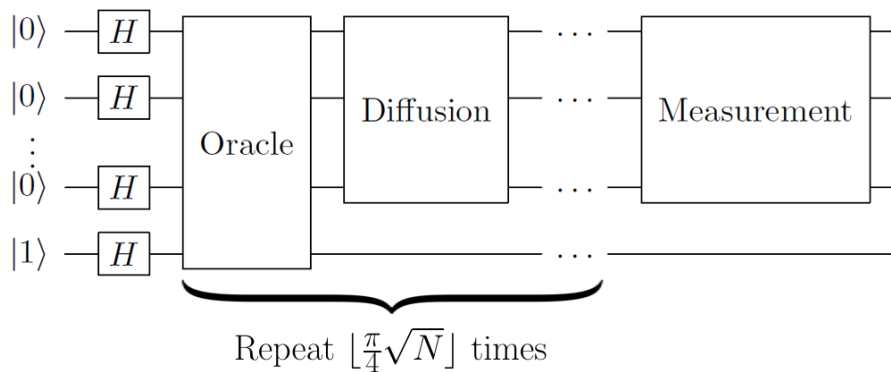 |0⟩ H
|0⟩ H Diffusion ... Measurement
⋮ Oracle
|0⟩ H ...
|1⟩ H ...
Repeat ⌊π/4 √N⌋ times